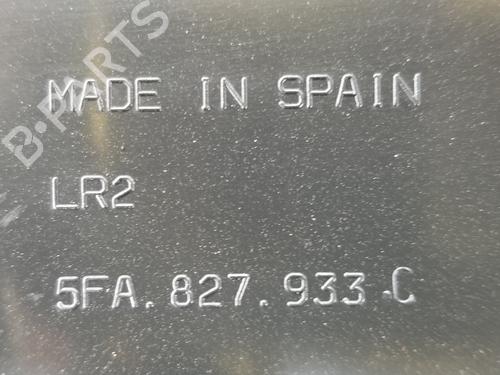 B-PARTS
MADE IN SPAIN
LR2
5FA.827.933 C